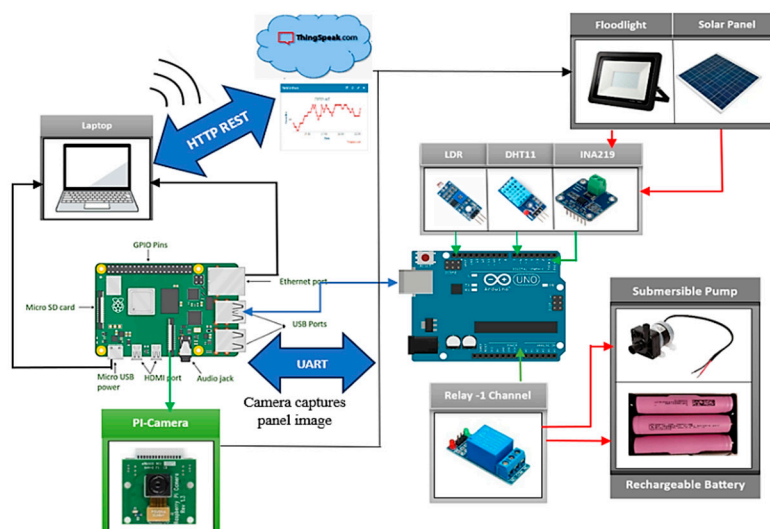 ThingSpeak.com
Floodlight
Solar Panel
Laptop
HTTP REST
LDR
DHT11
INA219
GPIO Pins
Ethernet port
Micro SD card
USB Ports
Micro USB
power
HDMI port
Audio jack
UART
Camera captures
panel image
PI-Camera
UNO
Submersible Pump
Relay -1 Channel
Rechargeable Battery